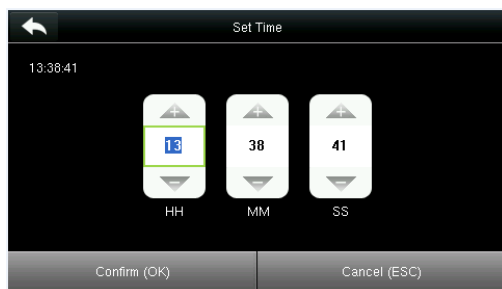 Set Time
13:38:41
13 38 41
HH MM SS
Confirm (OK) Cancel (ESC)